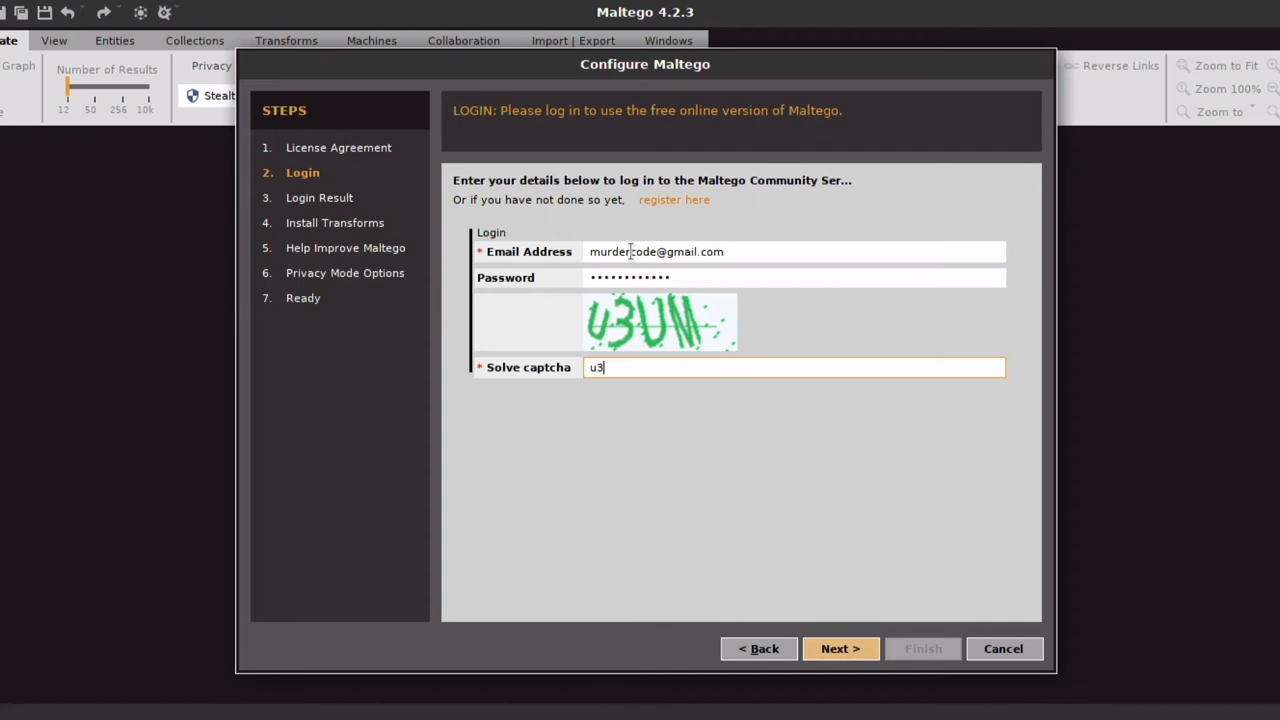 Maltego 4.2.3
ate View Entities Collections Transforms Machines Collaboration Import | Export Windows
Graph Number of Results Privacy Reverse Links Zoom to Fit
12 50 256 10k Stealt Zoom 100%
Zoom to
Configure Maltego
STEPS
1. License Agreement
2. Login
3. Login Result
4. Install Transforms
5. Help Improve Maltego
6. Privacy Mode Options
7. Ready
LOGIN: Please log in to use the free online version of Maltego.
Enter your details below to log in to the Maltego Community Ser...
Or if you have not done so yet, register here
Login
* Email Address murdercode@gmail.com
Password ••••••••••••
u3UM
* Solve captcha u3
< Back Next > Finish Cancel